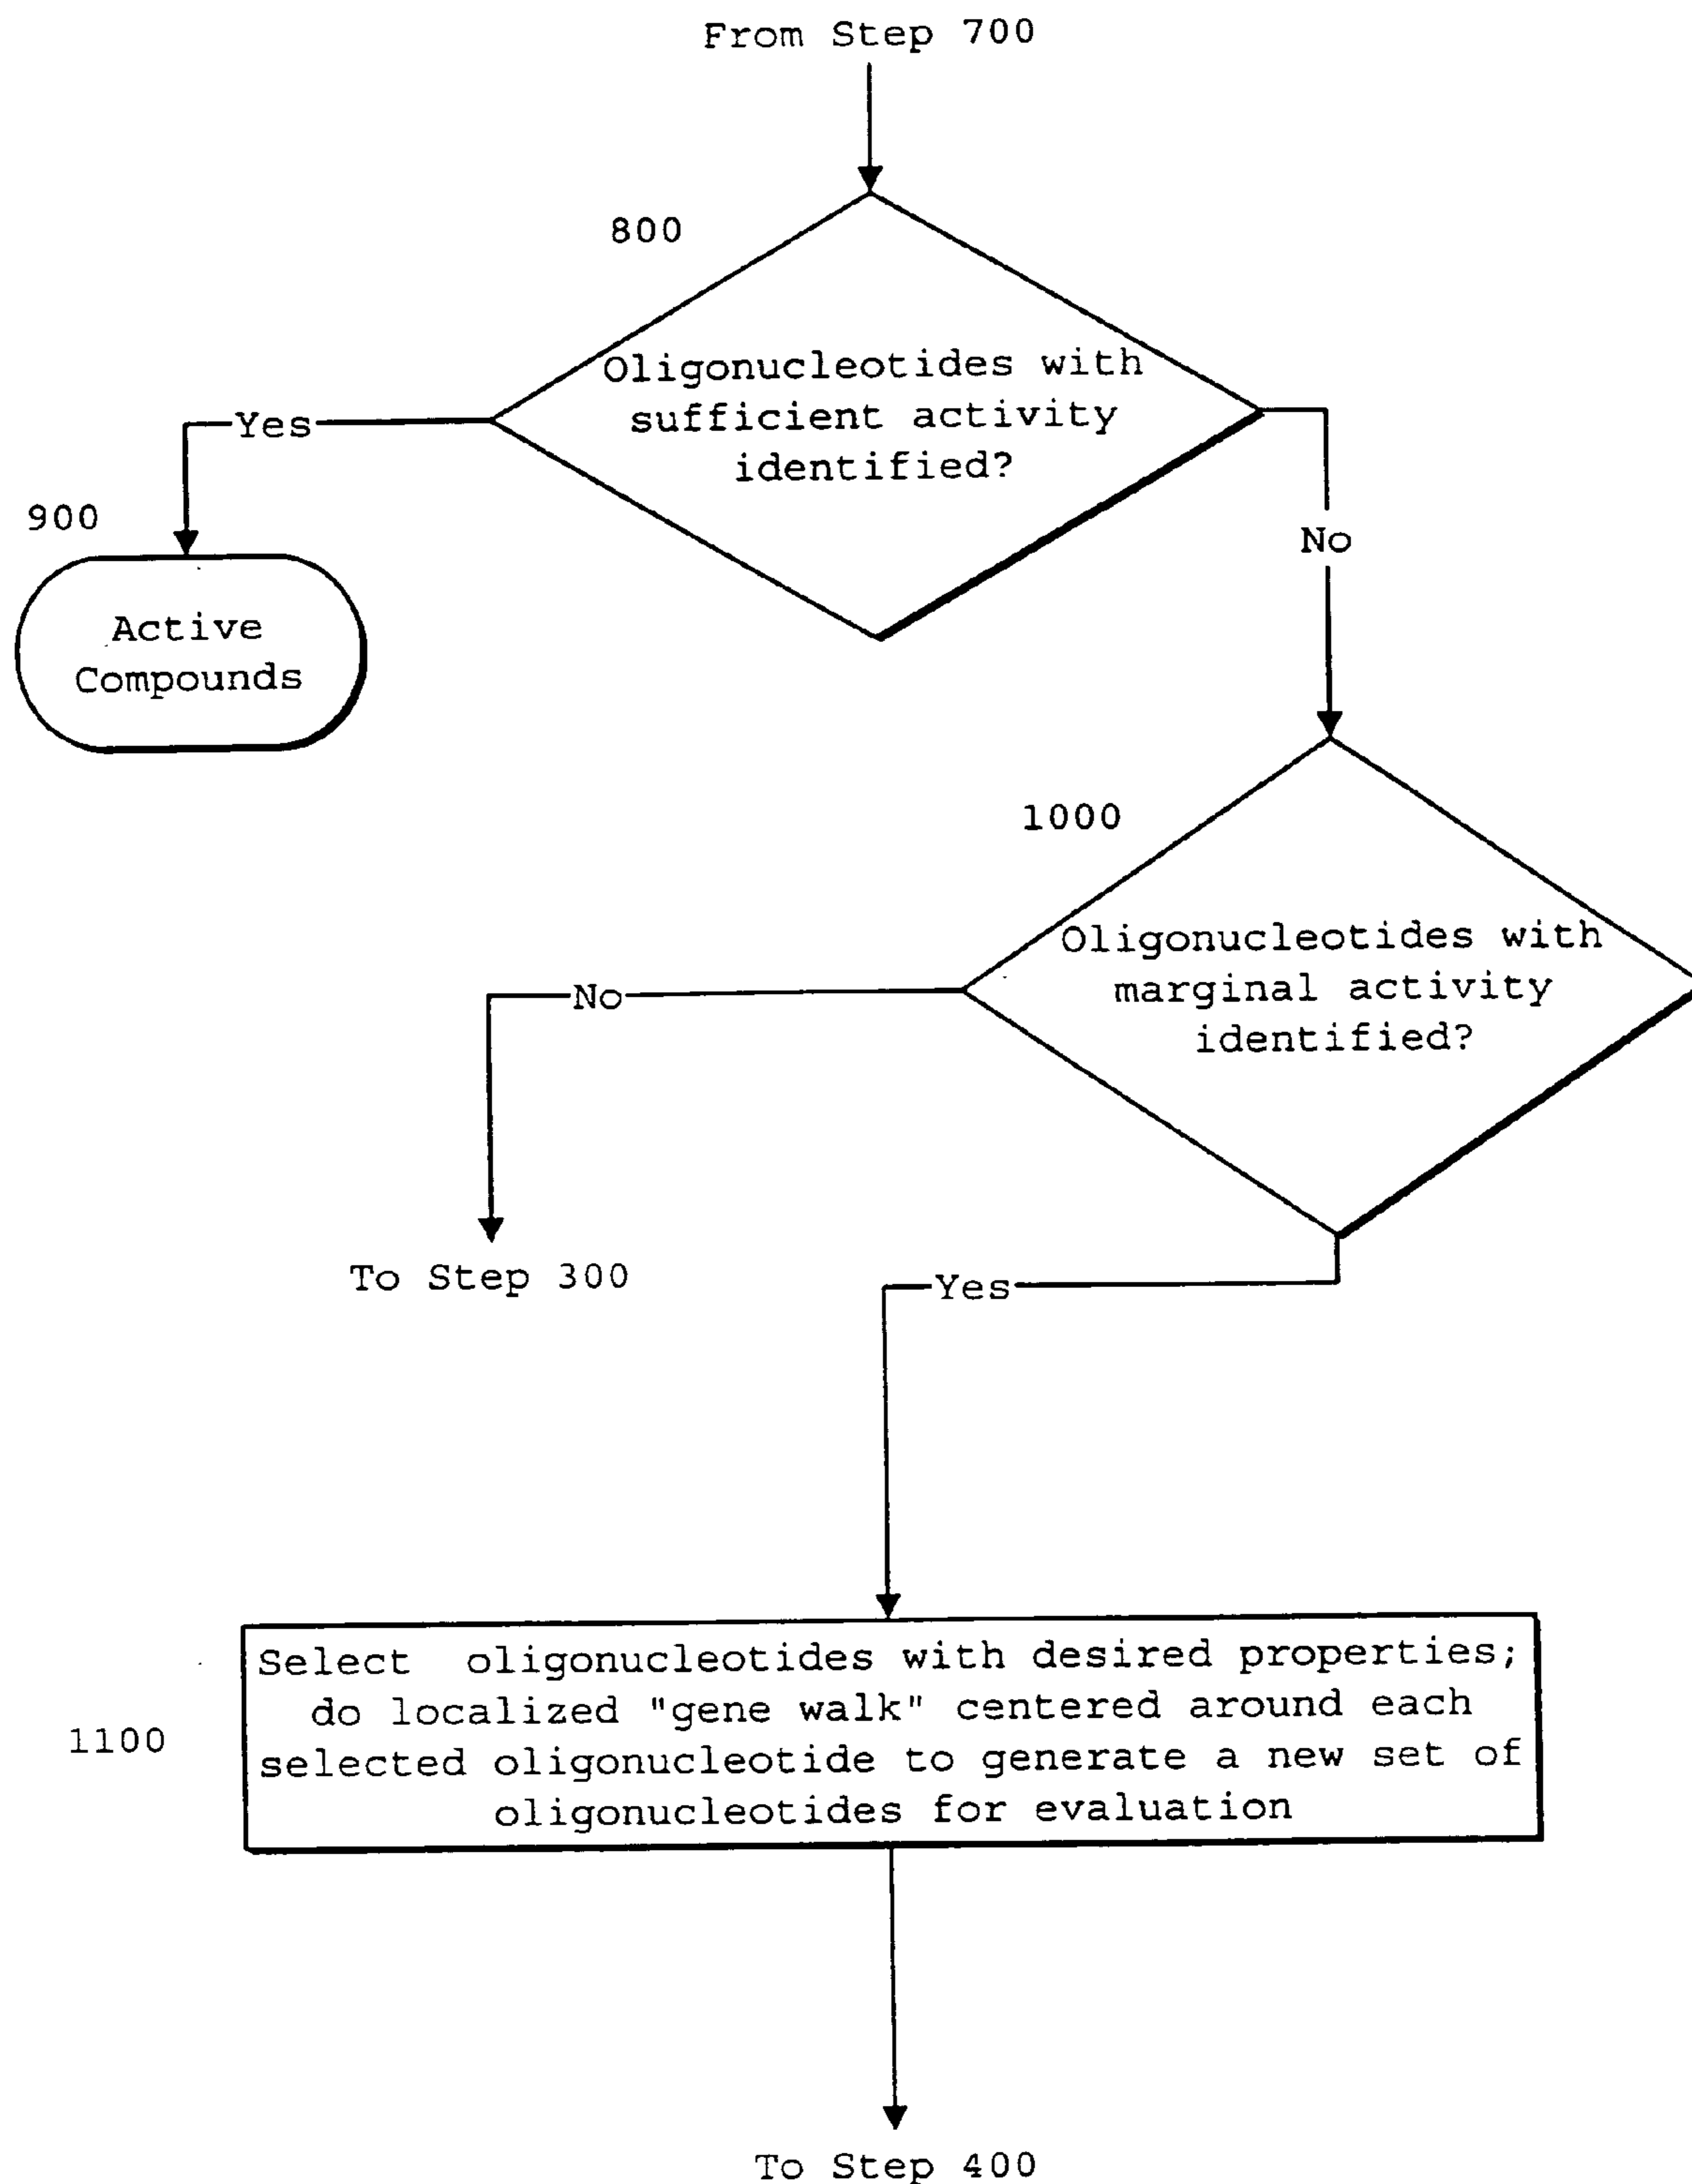 From Step 700
800
Oligonucleotides with
sufficient activity
identified?
Yes
No
900
Active
Compounds
1000
Oligonucleotides with
marginal activity
identified?
No
To Step 300
Yes
1100
Select oligonucleotides with desired properties;
do localized "gene walk" centered around each
selected oligonucleotide to generate a new set of
oligonucleotides for evaluation
To Step 400